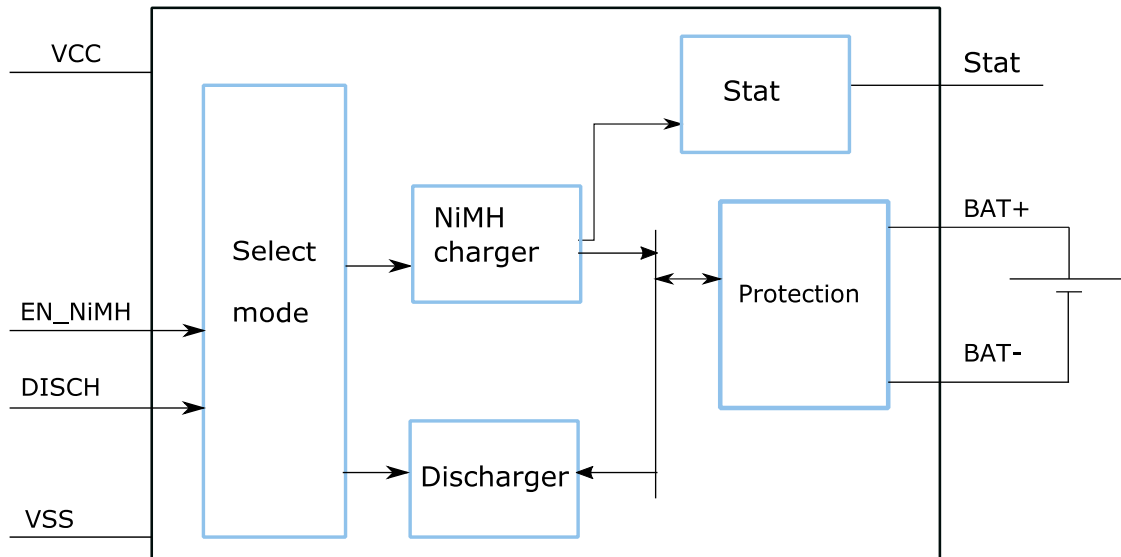 VCC
Stat
Stat
NiMH
charger
BAT+
Select
mode
Protection
EN_NiMH
BAT-
DISCH
Discharger
VSS